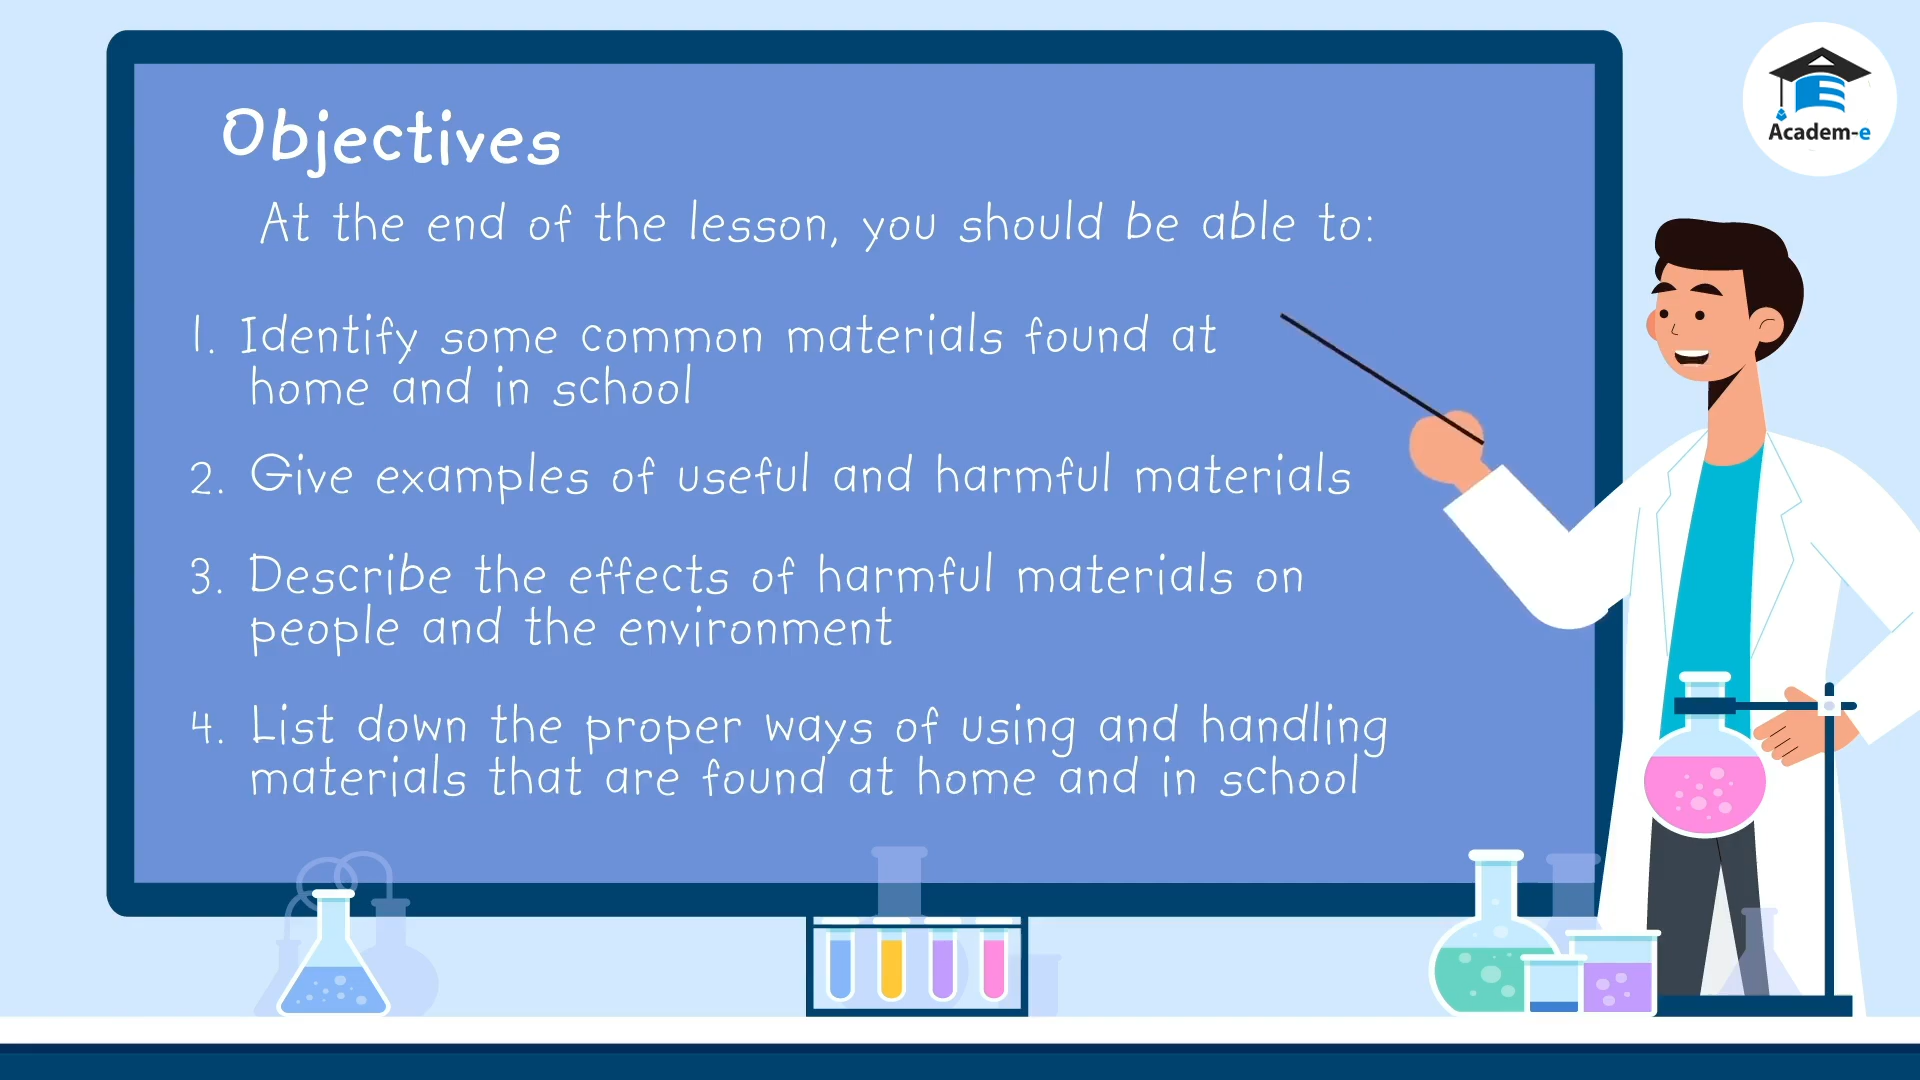 Objectives
At the end of the lesson, you should be able to:
1. Identify some common materials found at
home and in school
2. Give examples of useful and harmful materials
3. Describe the effects of harmful materials on
people and the environment
4. List down the proper ways of using and handling
materials that are found at home and in school
Academ-e